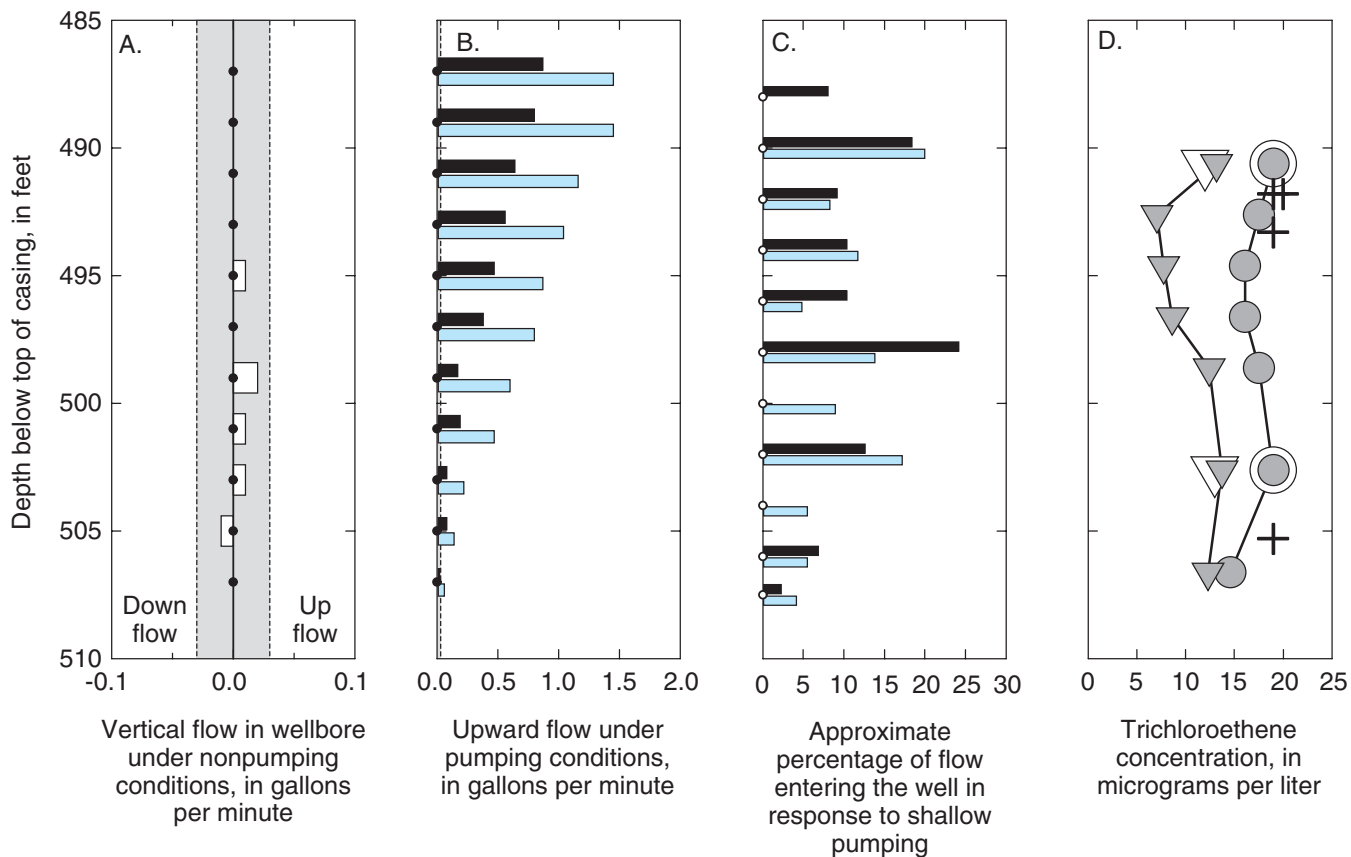 Depth below top of casing, in feet
485
490
495
500
505
510
A.
Down
flow
Up
flow
-0.1 0.0 0.1
Vertical flow in wellbore
under nonpumping
conditions, in gallons
per minute
B.
0.0 0.5 1.0 1.5 2.0
Upward flow under
pumping conditions,
in gallons per minute
C.
0 5 10 15 20 25 30
Approximate
percentage of flow
entering the well in
response to shallow
pumping
D.
0 5 10 15 20 25
Trichloroethene
concentration, in
micrograms per liter